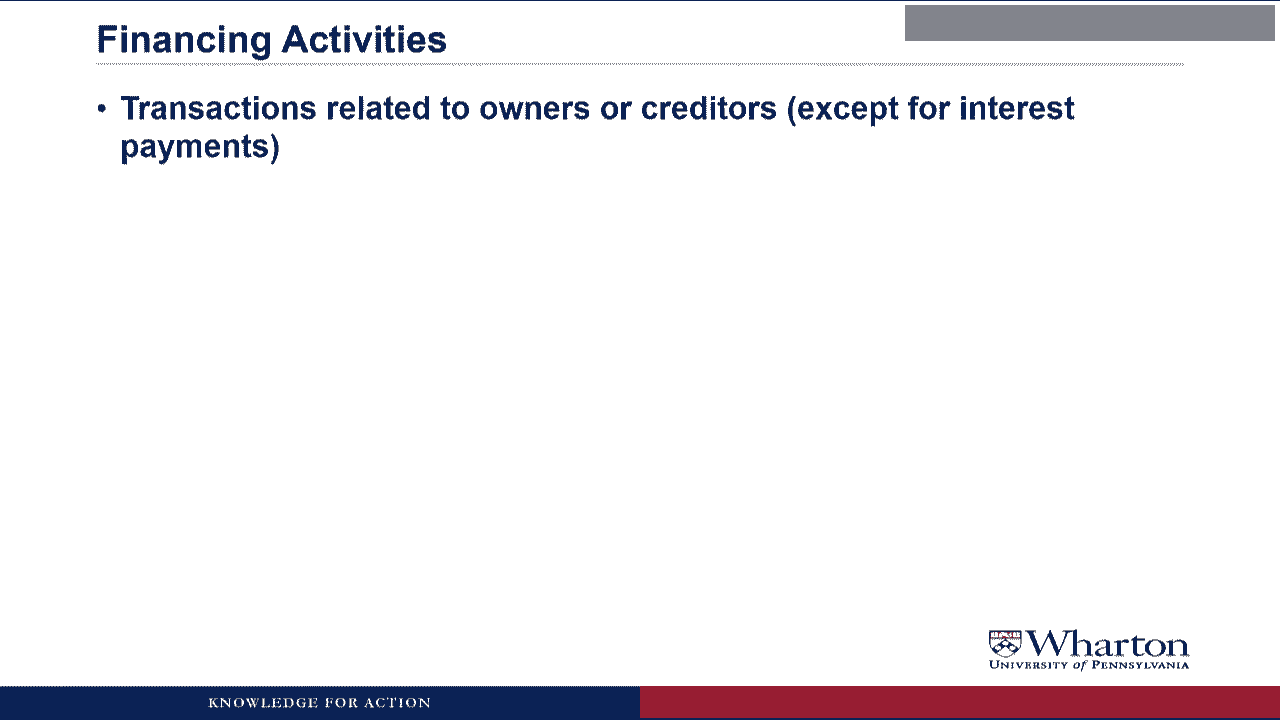 Financing Activities
• Transactions related to owners or creditors (except for interest
payments)
Wharton
UNIVERSITY of PENNSYLVANIA
KNOWLEDGE FOR ACTION